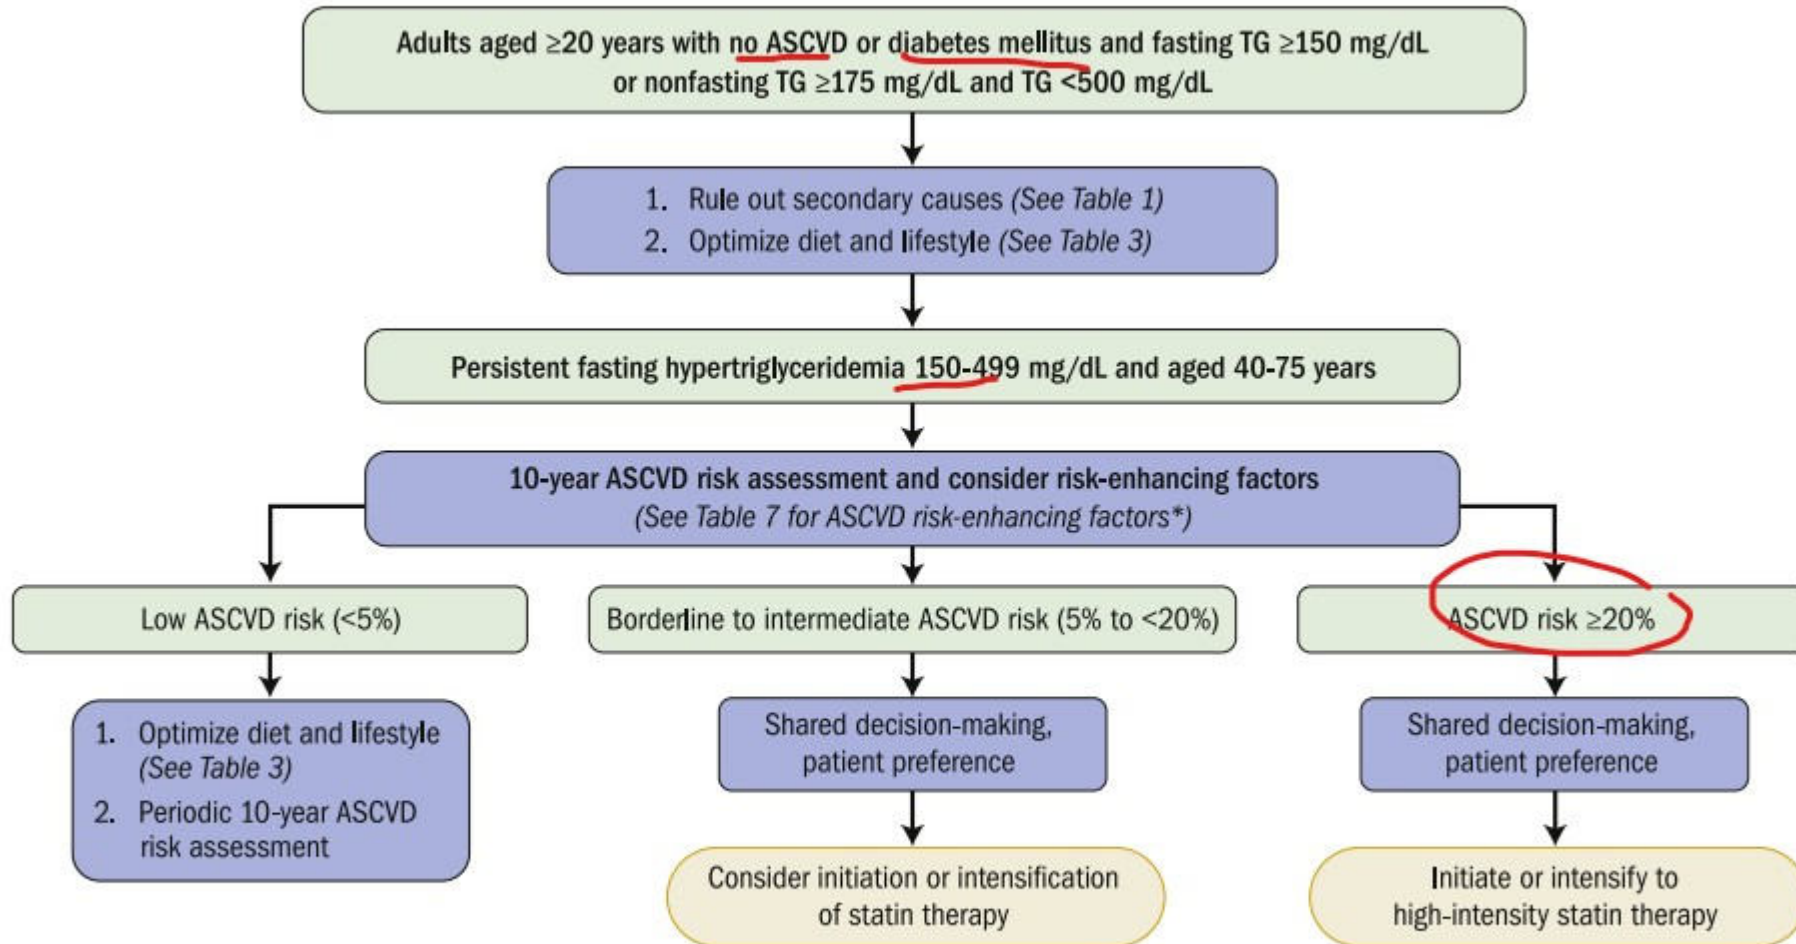 Adults aged ≥20 years with no ASCVD or diabetes mellitus and fasting TG ≥150 mg/dL
or nonfasting TG ≥175 mg/dL and TG <500 mg/dL
1. Rule out secondary causes (See Table 1)
2. Optimize diet and lifestyle (See Table 3)
Persistent fasting hypertriglyceridemia 150-499 mg/dL and aged 40-75 years
10-year ASCVD risk assessment and consider risk-enhancing factors
(See Table 7 for ASCVD risk-enhancing factors*)
Low ASCVD risk (<5%)
1. Optimize diet and lifestyle
(See Table 3)
2. Periodic 10-year ASCVD
risk assessment
Borderline to intermediate ASCVD risk (5% to <20%)
Shared decision-making,
patient preference
Consider initiation or intensification
of statin therapy
ASCVD risk ≥20%
Shared decision-making,
patient preference
Initiate or intensify to
high-intensity statin therapy